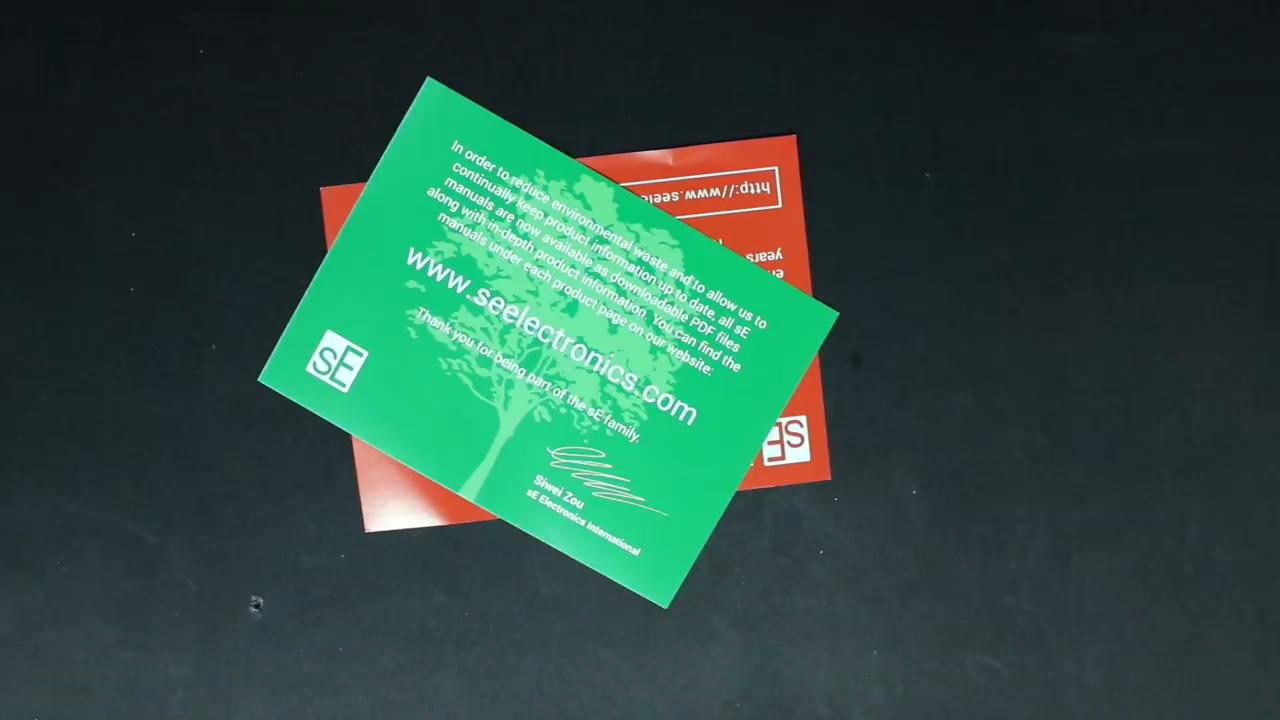 In order to reduce environmental waste and to allow us to
continually keep product information up to date, all sE
manuals are now available as downloadable PDF files
along with in-depth product information. You can find the
manuals under each product page on our website:
www.seelectronics.com
Thank you for being part of the sE family.
Siwei Zou
sE Electronics International
sE
http://www.seele
years
sE